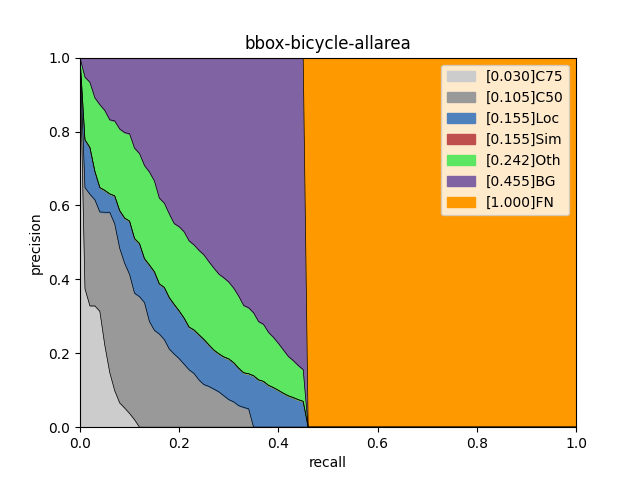 bbox-bicycle-allarea
1.0
0.8
0.6
0.4
0.2
0.0
precision
[0.030]C75
[0.105]C50
[0.155]Loc
[0.155]Sim
[0.242]Oth
[0.455]BG
[1.000]FN
0.0 0.2 0.4 0.6 0.8 1.0
recall